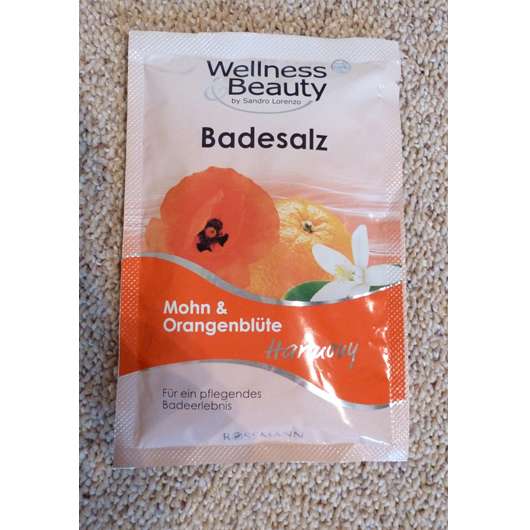 Wellness
& Beauty
by Sandro Lorenzo
Badesalz
Mohn &
Orangenblüte
Harmony
Für ein pflegendes
Badeerlebnis
ROSSMANN